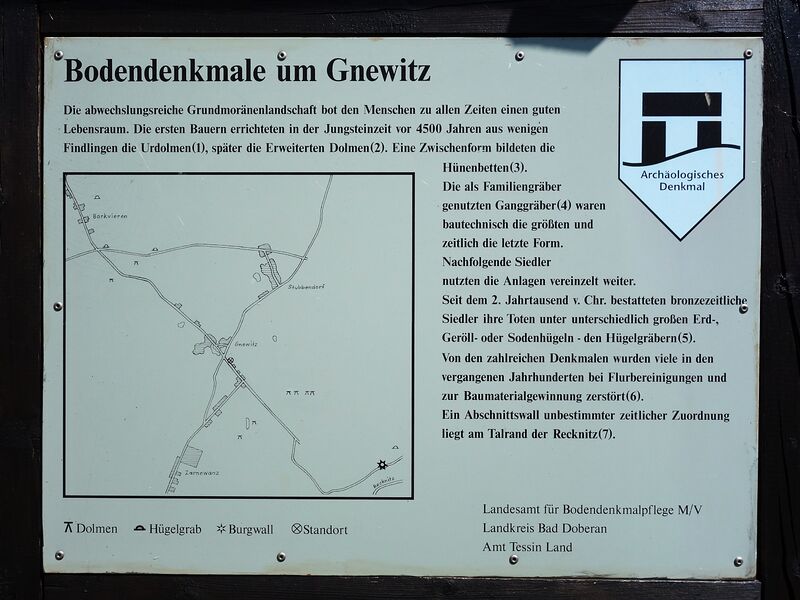 Bodendenkmale um Gnewitz
Die abwechslungsreiche Grundmoränenlandschaft bot den Menschen zu allen Zeiten einen guten
Lebensraum. Die ersten Bauern errichteten in der Jungsteinzeit vor 4500 Jahren aus wenigen
Findlingen die Urdolmen(1), später die Erweiterten Dolmen(2). Eine Zwischenform bildeten die
Hünenbetten(3).
Die als Familiengräber
genutzten Ganggräber(4) waren
bautechnisch die größten und
zeitlich die letzte Form.
Nachfolgende Siedler
nutzten die Anlagen vereinzelt weiter.
Seit dem 2. Jahrtausend v. Chr. bestatteten bronzezeitliche
Siedler ihre Toten unter unterschiedlich großen Erd-,
Geröll- oder Sodenhügeln - den Hügelgräbern(5).
Von den zahlreichen Denkmalen wurden viele in den
vergangenen Jahrhunderten bei Flurbereinigungen und
zur Baumaterialgewinnung zerstört(6).
Ein Abschnittswall unbestimmter zeitlicher Zuordnung
liegt am Talrand der Recknitz(7).
Archäologisches
Denkmal
Barkvieren
Stubbendorf
Gnewitz
Zarnewanz
Recknitz
Dolmen Hügelgrab Burgwall Standort
Landesamt für Bodendenkmalpflege M/V
Landkreis Bad Doberan
Amt Tessin Land